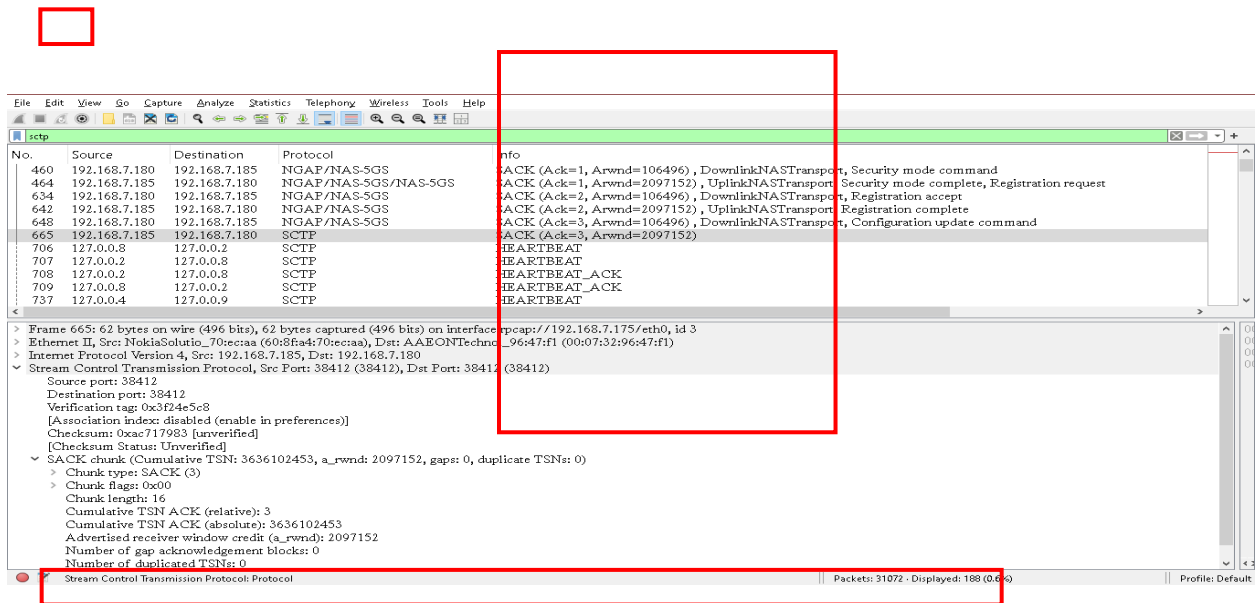 File Edit View Go Capture Analyze Statistics Telephony Wireless Tools Help
sctp
No. Source Destination Protocol Info
460 192.168.7.180 192.168.7.185 NGAP/NAS-5GS SACK (Ack=1, Arwnd=106496) , DownlinkNASTransport, Security mode command
464 192.168.7.185 192.168.7.180 NGAP/NAS-5GS/NAS-5GS SACK (Ack=1, Arwnd=2097152) , UplinkNASTransport, Security mode complete, Registration request
634 192.168.7.180 192.168.7.185 NGAP/NAS-5GS SACK (Ack=2, Arwnd=106496) , DownlinkNASTransport, Registration accept
642 192.168.7.185 192.168.7.180 NGAP/NAS-5GS SACK (Ack=2, Arwnd=2097152) , UplinkNASTransport, Registration complete
648 192.168.7.180 192.168.7.185 NGAP/NAS-5GS SACK (Ack=3, Arwnd=106496) , DownlinkNASTransport, Configuration update command
665 192.168.7.185 192.168.7.180 SCTP SACK (Ack=3, Arwnd=2097152)
706 127.0.0.8 127.0.0.2 SCTP HEARTBEAT
707 127.0.0.2 127.0.0.8 SCTP HEARTBEAT
708 127.0.0.2 127.0.0.8 SCTP HEARTBEAT_ACK
709 127.0.0.8 127.0.0.2 SCTP HEARTBEAT_ACK
737 127.0.0.4 127.0.0.9 SCTP HEARTBEAT
Frame 665: 62 bytes on wire (496 bits), 62 bytes captured (496 bits) on interface rpcap://192.168.7.175/eth0, id 3
Ethernet II, Src: NokiaSolutio_70:ec:aa (60:8f:a4:70:ec:aa), Dst: AAEONTechnol_96:47:f1 (00:07:32:96:47:f1)
Internet Protocol Version 4, Src: 192.168.7.185, Dst: 192.168.7.180
Stream Control Transmission Protocol, Src Port: 38412 (38412), Dst Port: 38412 (38412)
Source port: 38412
Destination port: 38412
Verification tag: 0x3f24e5c8
[Association index: disabled (enable in preferences)]
Checksum: 0xac717983 [unverified]
[Checksum Status: Unverified]
SACK chunk (Cumulative TSN: 3636102453, a_rwnd: 2097152, gaps: 0, duplicate TSNs: 0)
Chunk type: SACK (3)
Chunk flags: 0x00
Chunk length: 16
Cumulative TSN ACK (relative): 3
Cumulative TSN ACK (absolute): 3636102453
Advertised receiver window credit (a_rwnd): 2097152
Number of gap acknowledgement blocks: 0
Number of duplicated TSNs: 0
Stream Control Transmission Protocol: Protocol Packets: 31072 · Displayed: 188 (0.6%) Profile: Default